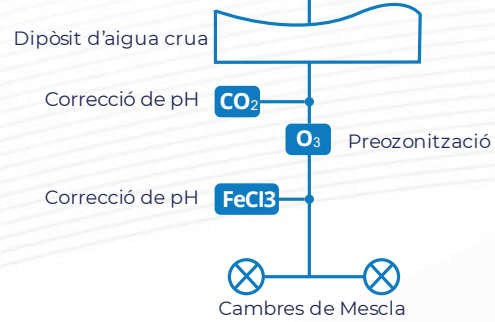 Dipòsit d'aigua crua
Correcció de pH CO₂
O₃ Preozonització
Correcció de pH FeCl3
Cambres de Mescla